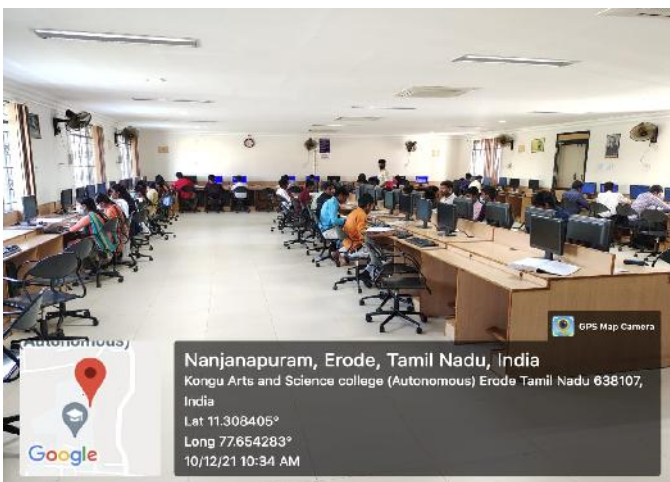 GPS Map Camera
Autonomous)
Google
Nanjanapuram, Erode, Tamil Nadu, India
Kongu Arts and Science college (Autonomous) Erode Tamil Nadu 638107,
India
Lat 11.308405°
Long 77.654283°
10/12/21 10:34 AM